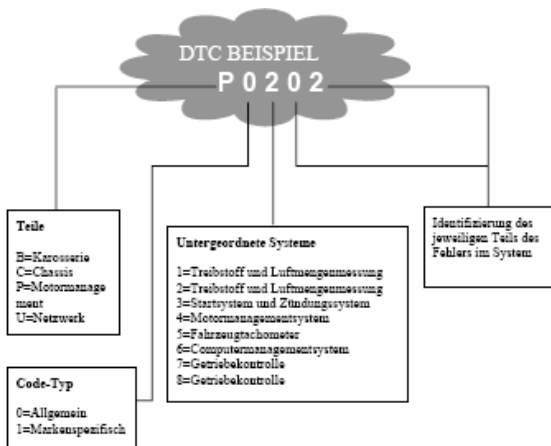 DTC BEISPIEL
P 0 2 0 2
Teile
B=Karosserie
C=Chassis
P=Motormanage
ment
U=Netzwerk
Untergeordnete Systeme
1=Treibstoff und Luftmengenmessung
2=Treibstoff und Luftmengenmessung
3=Startsystem und Zündungssystem
4=Motormanagementsystem
5=Fahrzeugtachometer
6=Computermanagementsystem
7=Getriebekontrolle
8=Getriebekontrolle
Identifizierung des
jeweiligen Teils des
Fehlers im System
Code-Typ
0=Allgemein
1=Markenspezifisch